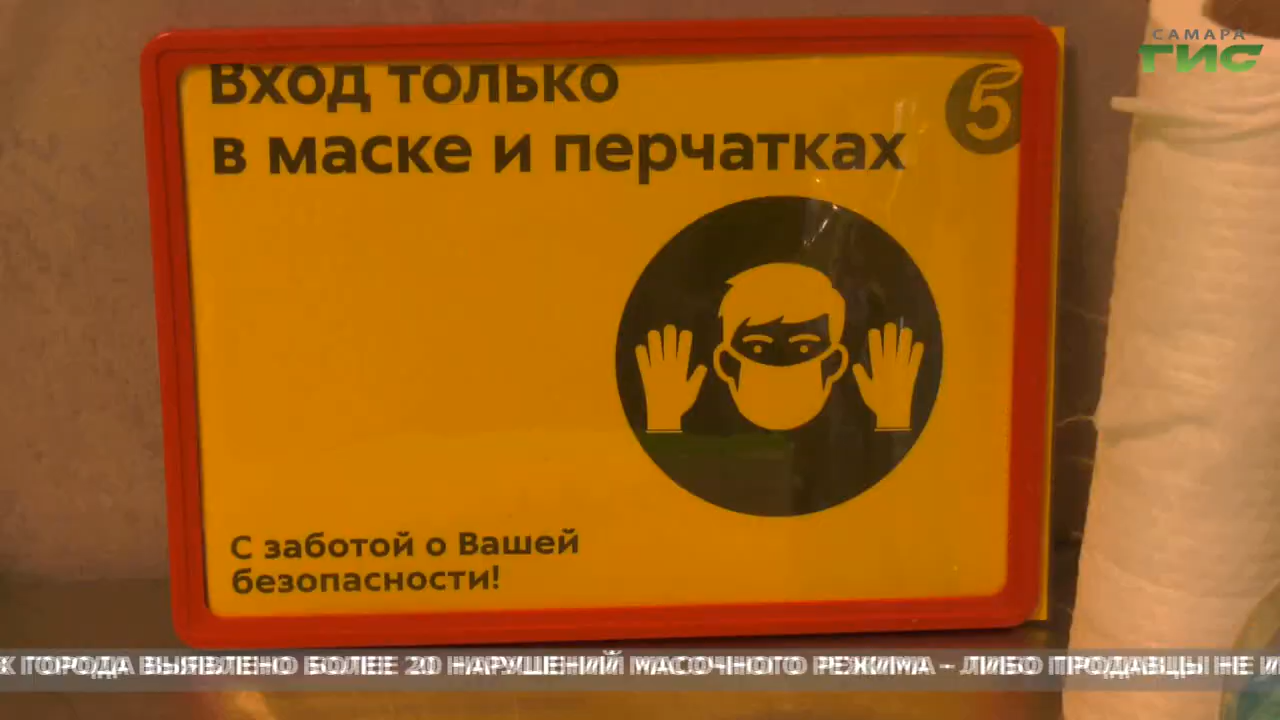 САМАРА
ГИС
Вход только
в маске и перчатках
5
С заботой о Вашей
безопасности!
ГОРОДА ВЫЯВЛЕНО БОЛЕЕ 20 НАРУШЕНИЙ МАСОЧНОГО РЕЖИМА – ЛИБО ПРОДАВЦЫ НЕ